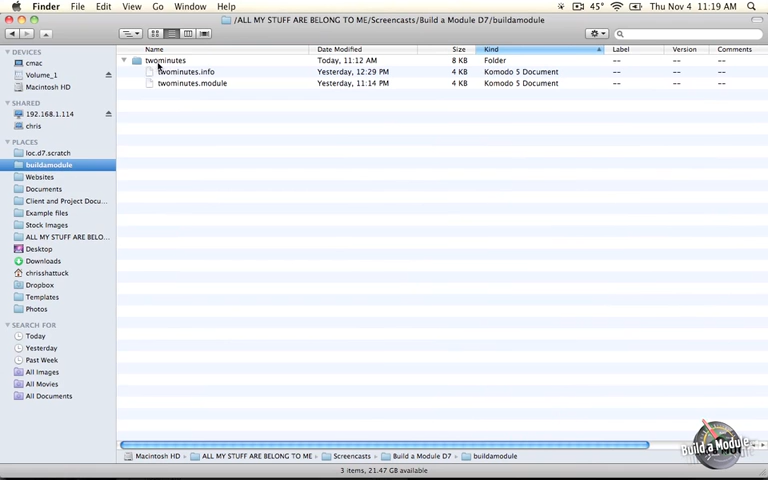 Finder File Edit View Go Window Help 45° Thu Nov 4 11:19 AM
/ALL MY STUFF ARE BELONG TO ME/Screencasts/Build a Module D7/buildamodule
DEVICES
cmac
Volume_1
Macintosh HD
SHARED
192.168.1.114
chris
PLACES
loc.d7.scratch
buildamodule
Websites
Documents
Client and Project Docu...
Example files
Stock Images
ALL MY STUFF ARE BELO...
Desktop
Downloads
chrisshattuck
Dropbox
Templates
Photos
SEARCH FOR
Today
Yesterday
Past Week
All Images
All Movies
All Documents
Name Date Modified Size Kind Label Version Comments
twominutes Today, 11:12 AM 8 KB Folder -- -- --
twominutes.info Yesterday, 12:29 PM 4 KB Komodo 5 Document -- -- --
twominutes.module Yesterday, 11:14 PM 4 KB Komodo 5 Document -- -- --
Build a Module
Macintosh HD ALL MY STUFF ARE BELONG TO ME Screencasts Build a Module D7 buildamodule
3 items, 21.47 GB available